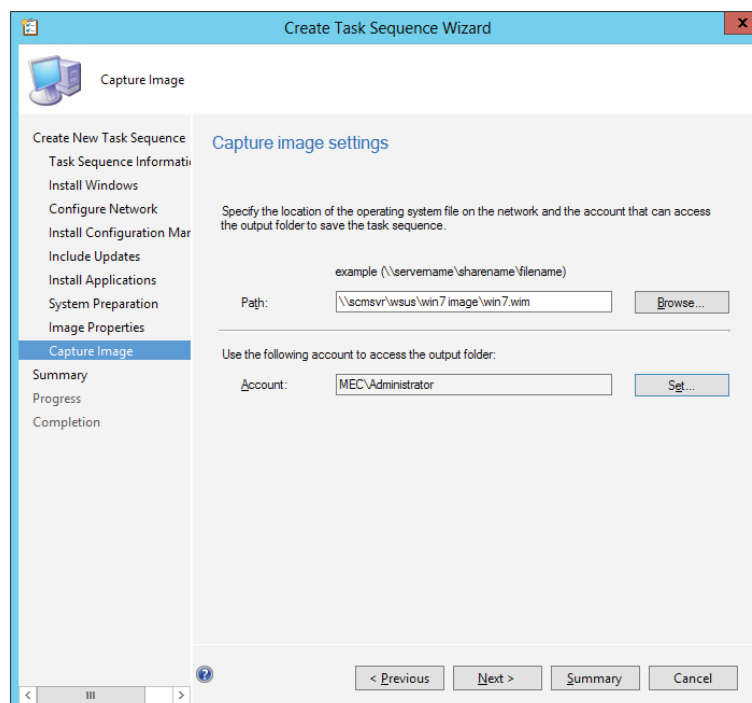 Create Task Sequence Wizard
x
Capture Image
Create New Task Sequence
Task Sequence Informati
Install Windows
Configure Network
Install Configuration Mar
Include Updates
Install Applications
System Preparation
Image Properties
Capture Image
Summary
Progress
Completion
Capture image settings
Specify the location of the operating system file on the network and the account that can access
the output folder to save the task sequence.
example (\\servername\sharename\filename)
Path: \\scmsvr\wsus\win7 image\win7.wim Browse...
Use the following account to access the output folder:
Account: MEC\Administrator Set...
?
< Previous Next > Summary Cancel